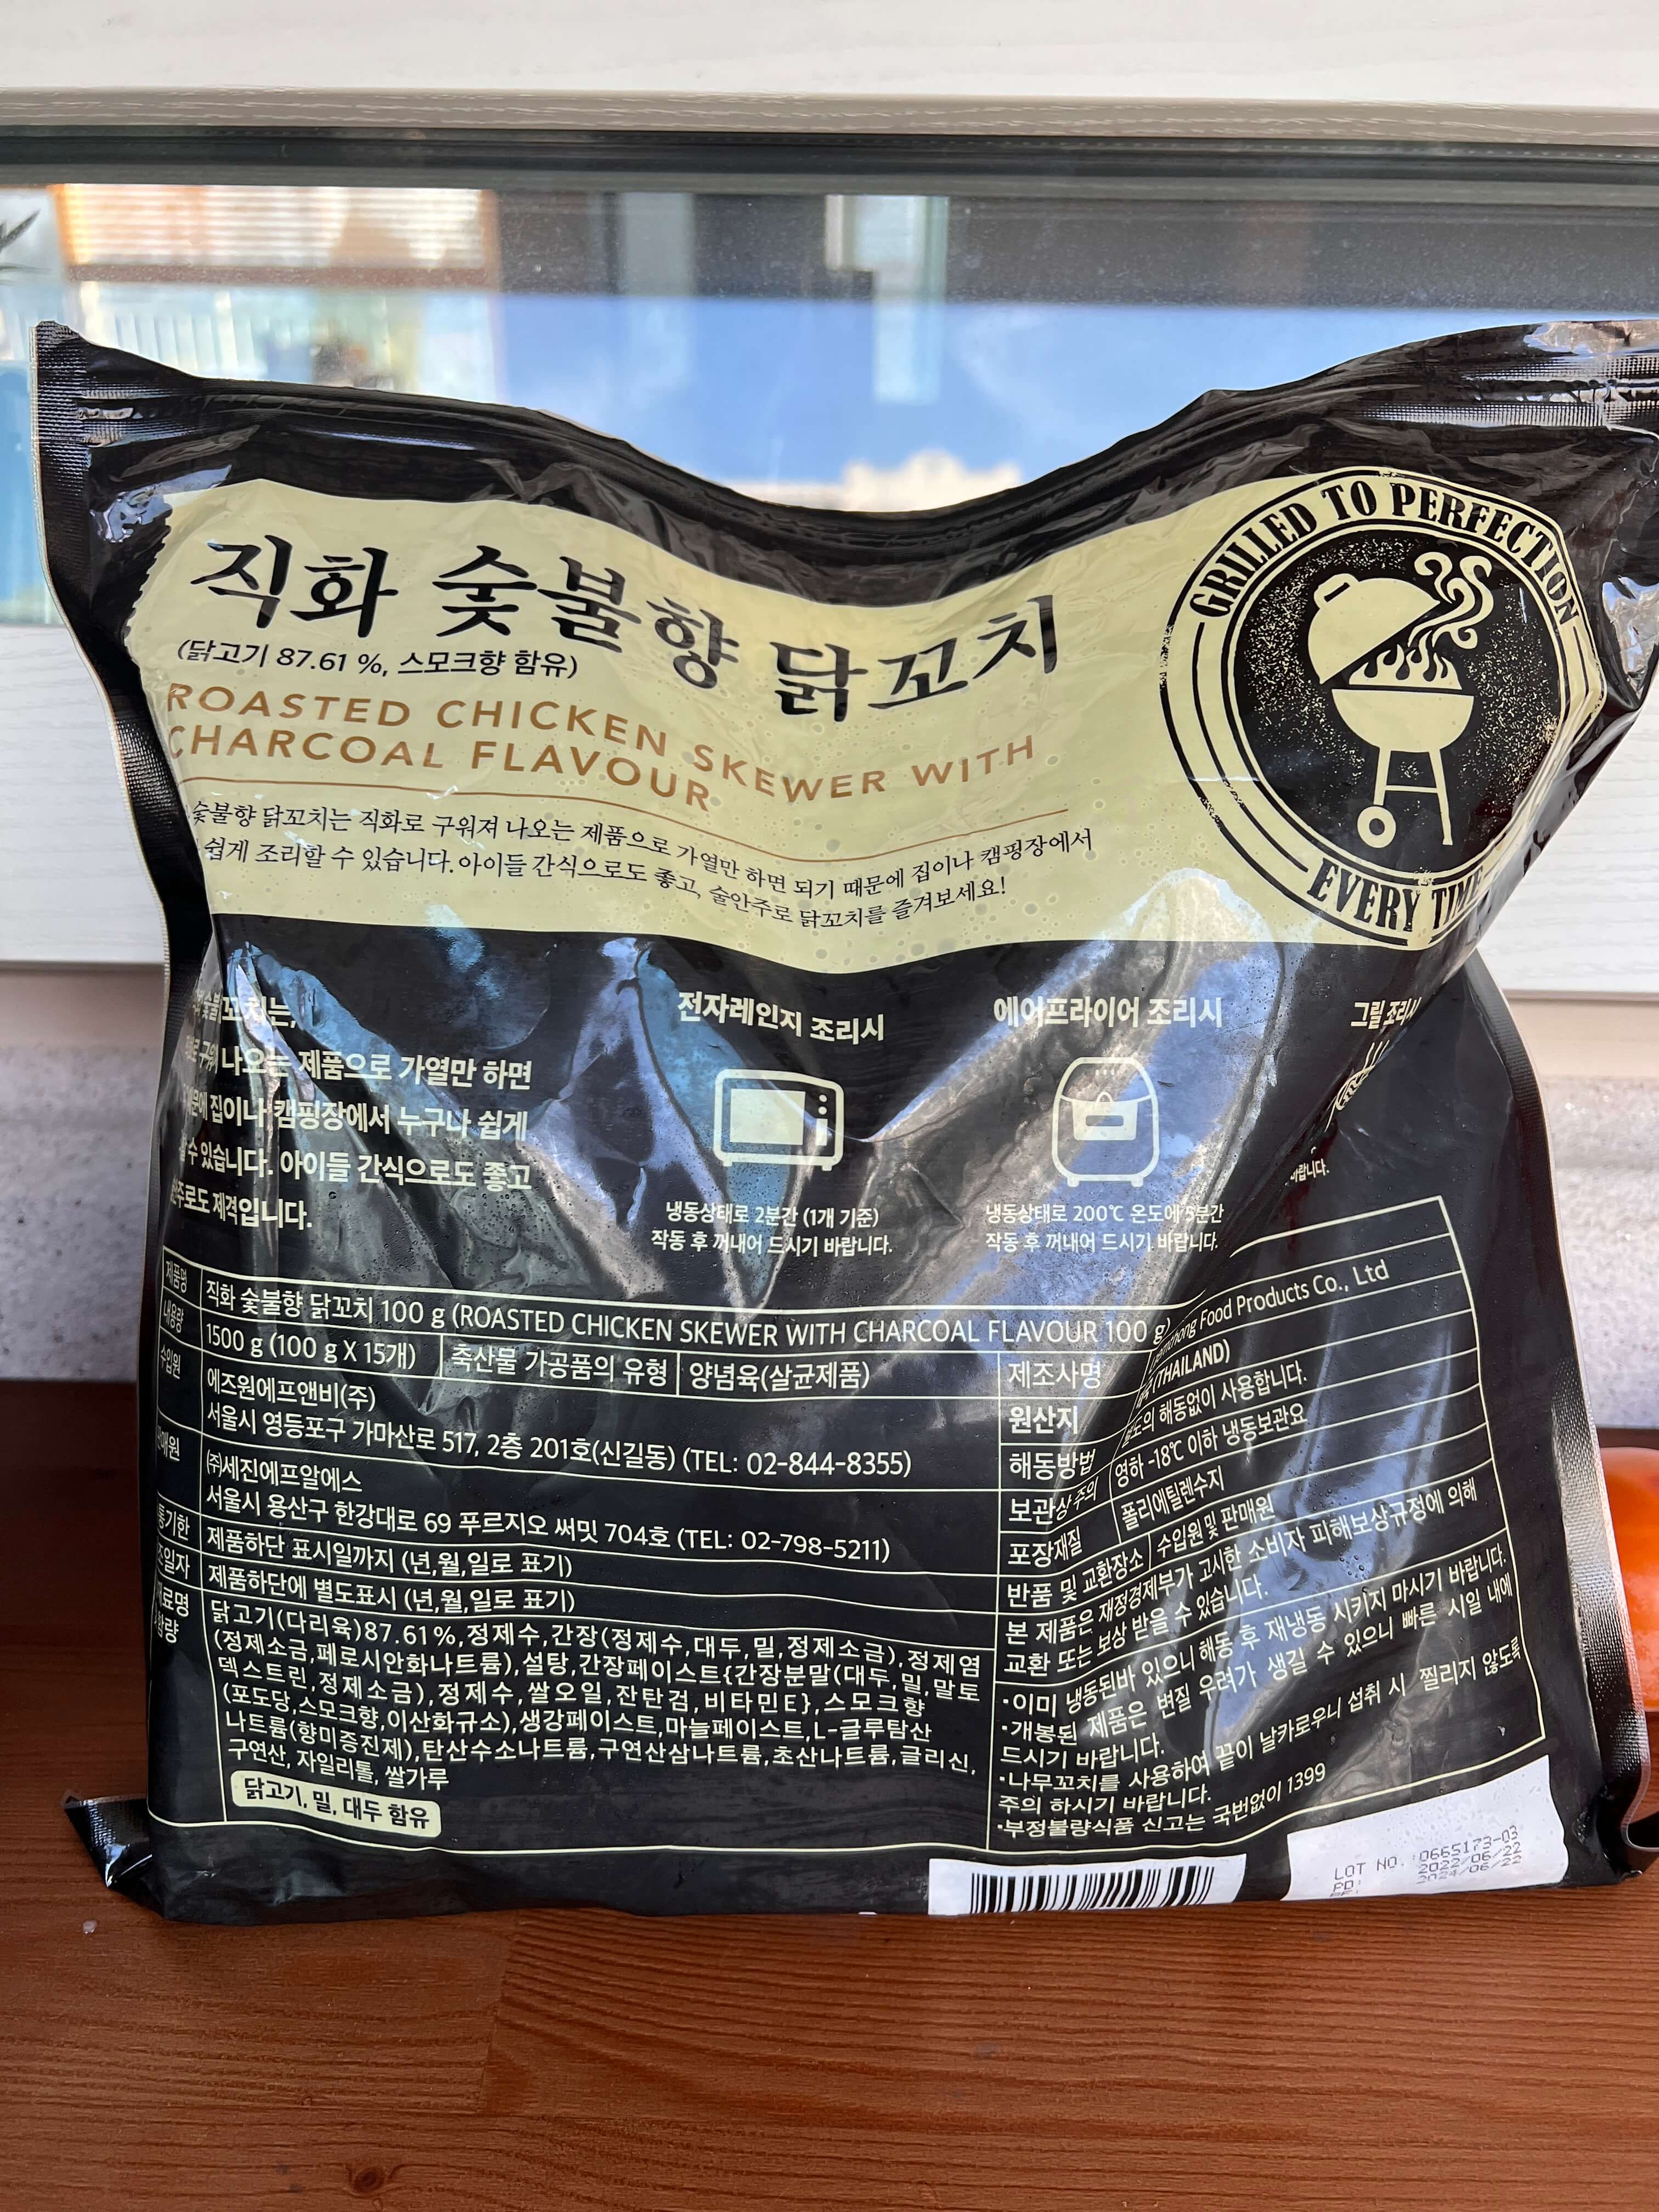 직화 숯불향 닭꼬치
(닭고기 87.61 %, 스모크향 함유)
ROASTED CHICKEN SKEWER WITH
CHARCOAL FLAVOUR
숯불향 닭꼬치는 직화로 구워져 나오는 제품으로 가열만 하면 되기 때문에 집이나 캠핑장에서
쉽게 조리할 수 있습니다. 아이들 간식으로도 좋고, 술안주로 닭꼬치를 즐겨보세요!
GRILLED TO PERFECTION
EVERY TIME
나오는 제품으로 가열만 하면
집이나 캠핑장에서 누구나 쉽게
수 있습니다. 아이들 간식으로도 좋고
제격입니다.
전자레인지 조리시
냉동상태로 2분간 (1개 기준)
작동 후 꺼내어 드시기 바랍니다.
에어프라이어 조리시
냉동상태로 200℃ 온도에 5분간
작동 후 꺼내어 드시기 바랍니다.
그릴 조리시
바랍니다.
제품명 직화 숯불향 닭꼬치 100 g (ROASTED CHICKEN SKEWER WITH CHARCOAL FLAVOUR 100 g)
내용량 1500 g (100 g X 15개) 축산물 가공품의 유형 양념육(살균제품)
수입원 에즈원에프앤비(주)
서울시 영등포구 가마산로 517, 2층 201호(신길동) (TEL: 02-844-8355)
㈜세진에프알에스
서울시 용산구 한강대로 69 푸르지오 써밋 704호 (TEL: 02-798-5211)
제품하단 표시일까지 (년,월,일로 표기)
제품하단에 별도표시 (년,월,일로 표기)
닭고기(다리육)87.61%,정제수,간장(정제수,대두,밀,정제소금),정제염
(정제소금,페로시안화나트륨),설탕,간장페이스트{간장분말(대두,밀,말토
덱스트린,정제소금),정제수,쌀오일,잔탄검,비타민E},스모크향
(포도당,스모크향,이산화규소),생강페이스트,마늘페이스트,L-글루탐산
나트륨(향미증진제),탄산수소나트륨,구연산삼나트륨,초산나트륨,글리신,
구연산, 자일리톨, 쌀가루
닭고기, 밀, 대두 함유
제조사명 Food Products Co., Ltd
원산지 (THAILAND)
해동방법 해동없이 사용합니다.
보관상 주의 영하 -18℃ 이하 냉동보관요
포장재질 폴리에틸렌수지
반품 및 교환장소 수입원 및 판매원
본 제품은 재정경제부가 고시한 소비자 피해보상규정에 의해
교환 또는 보상 받을 수 있습니다.
•이미 냉동된바 있으니 해동 후 재냉동 시키지 마시기 바랍니다.
•개봉된 제품은 변질 우려가 생길 수 있으니 빠른 시일 내에
드시기 바랍니다.
•나무꼬치를 사용하여 끝이 날카로우니 섭취 시 찔리지 않도록
주의 하시기 바랍니다.
•부정불량식품 신고는 국번없이 1399
LOT NO. :0665173-03
PD: 2022/06/22
2024/06/22